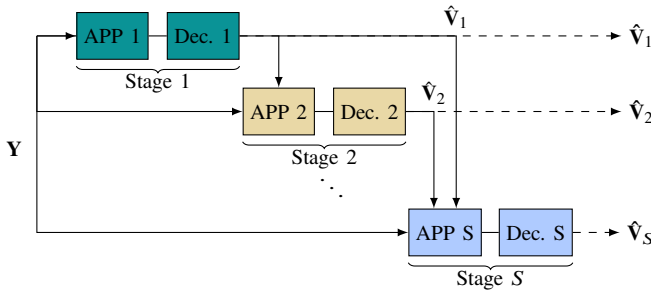 V̂₁
APP 1 Dec. 1 V̂₁
Stage 1
V̂₂
APP 2 Dec. 2 V̂₂
Stage 2
Y
⋱
APP S Dec. S V̂_S
Stage S